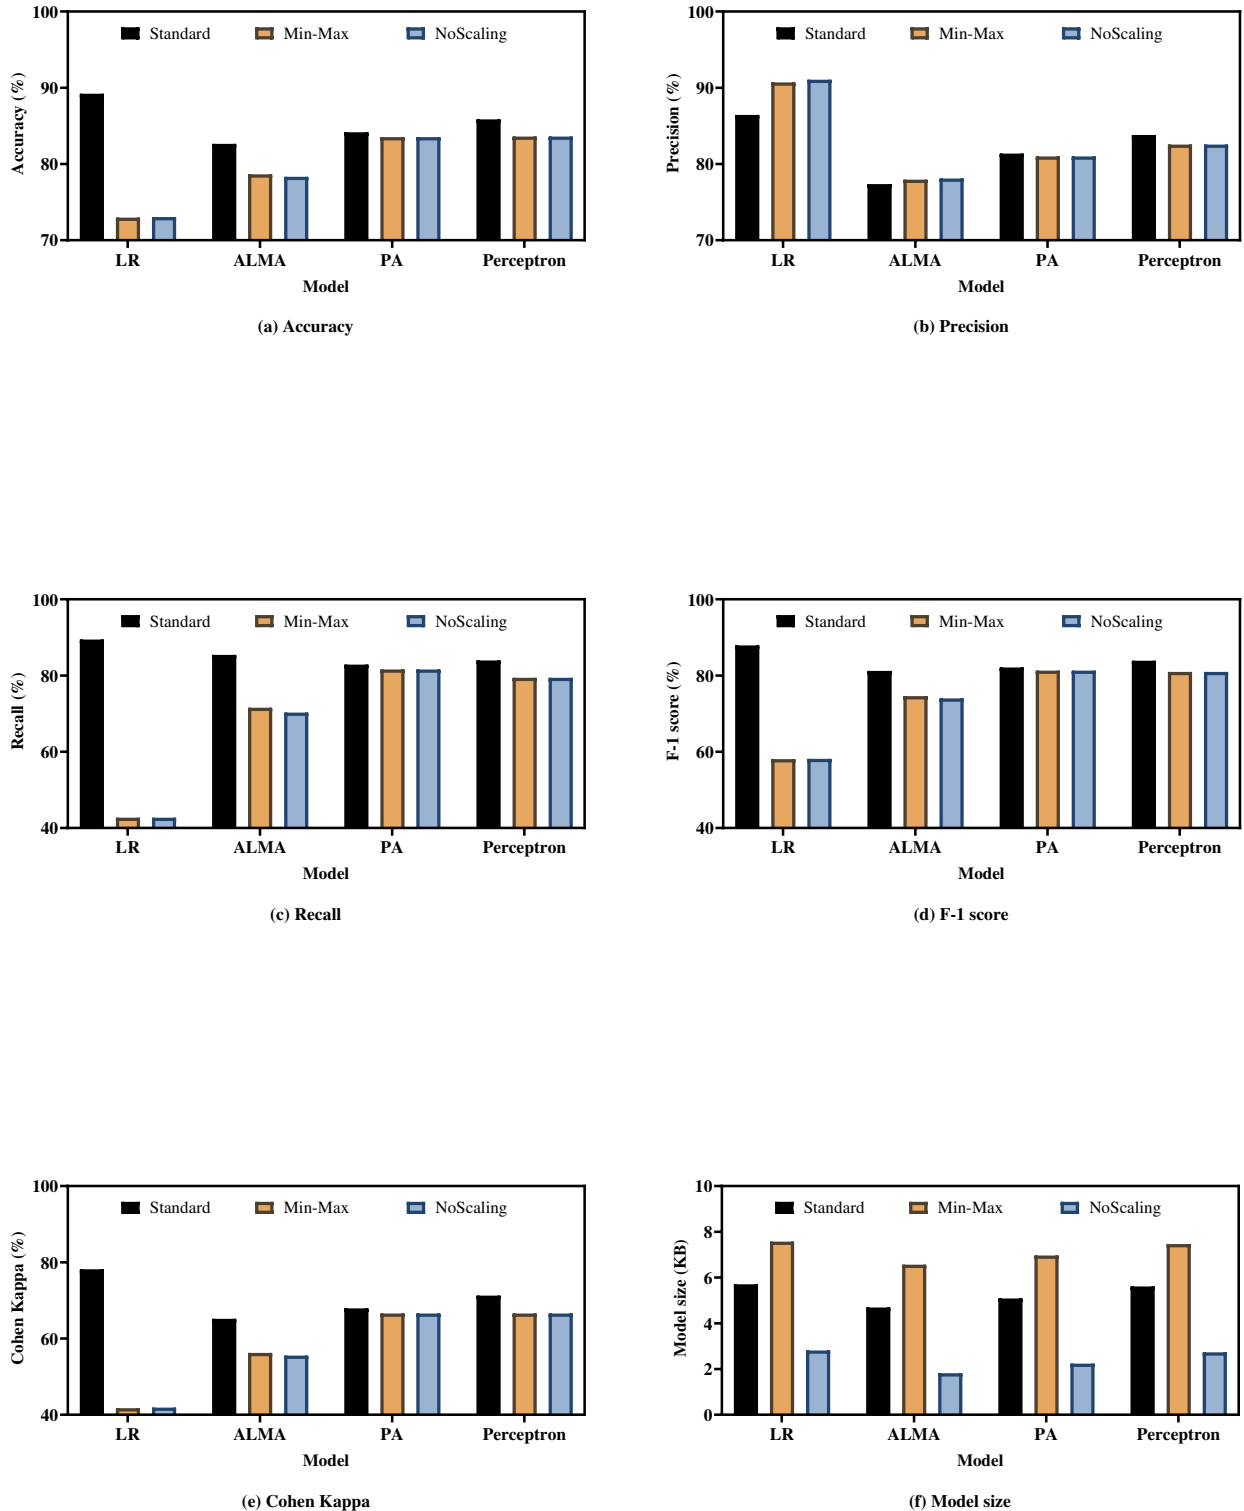 Standard Min-Max NoScaling
100
90
80
70
Accuracy (%)
LR ALMA PA Perceptron
Model
(a) Accuracy
Standard Min-Max NoScaling
100
90
80
70
Precision (%)
LR ALMA PA Perceptron
Model
(b) Precision
Standard Min-Max NoScaling
100
80
60
40
Recall (%)
LR ALMA PA Perceptron
Model
(c) Recall
Standard Min-Max NoScaling
100
80
60
40
F-1 score (%)
LR ALMA PA Perceptron
Model
(d) F-1 score
Standard Min-Max NoScaling
100
80
60
40
Cohen Kappa (%)
LR ALMA PA Perceptron
Model
(e) Cohen Kappa
Standard Min-Max NoScaling
10
8
6
4
2
0
Model size (KB)
LR ALMA PA Perceptron
Model
(f) Model size